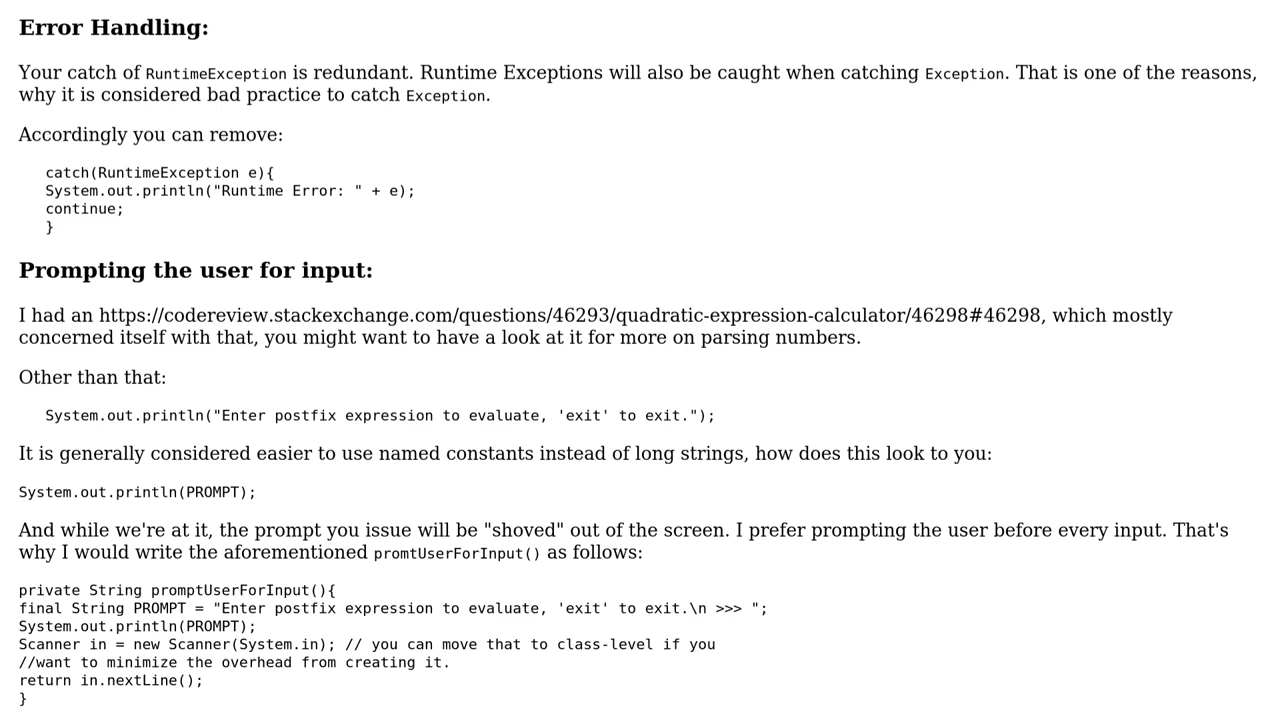 Error Handling:
Your catch of RuntimeException is redundant. Runtime Exceptions will also be caught when catching Exception. That is one of the reasons,
why it is considered bad practice to catch Exception.
Accordingly you can remove:
catch(RuntimeException e){
System.out.println("Runtime Error: " + e);
continue;
}
Prompting the user for input:
I had an https://codereview.stackexchange.com/questions/46293/quadratic-expression-calculator/46298#46298, which mostly
concerned itself with that, you might want to have a look at it for more on parsing numbers.
Other than that:
System.out.println("Enter postfix expression to evaluate, 'exit' to exit.");
It is generally considered easier to use named constants instead of long strings, how does this look to you:
System.out.println(PROMPT);
And while we're at it, the prompt you issue will be "shoved" out of the screen. I prefer prompting the user before every input. That's
why I would write the aforementioned promtUserForInput() as follows:
private String promptUserForInput(){
final String PROMPT = "Enter postfix expression to evaluate, 'exit' to exit.\n >>> ";
System.out.println(PROMPT);
Scanner in = new Scanner(System.in); // you can move that to class-level if you
//want to minimize the overhead from creating it.
return in.nextLine();
}